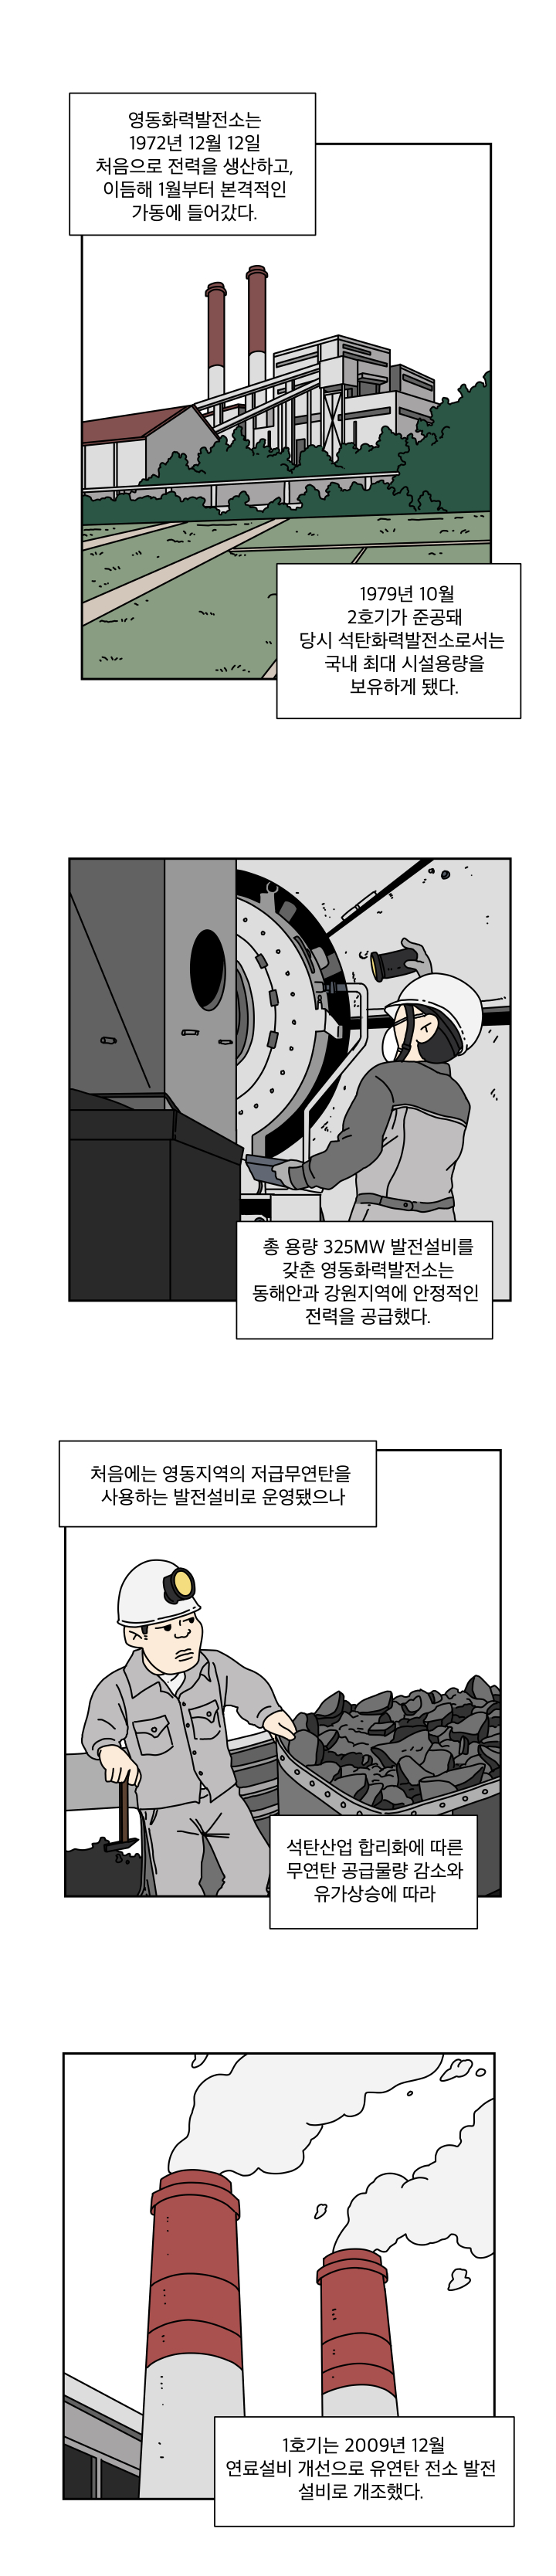 영동화력발전소는
1972년 12월 12일
처음으로 전력을 생산하고,
이듬해 1월부터 본격적인
가동에 들어갔다.
1979년 10월
2호기가 준공돼
당시 석탄화력발전소로서는
국내 최대 시설용량을
보유하게 됐다.
총 용량 325MW 발전설비를
갖춘 영동화력발전소는
동해안과 강원지역에 안정적인
전력을 공급했다.
처음에는 영동지역의 저급무연탄을
사용하는 발전설비로 운영됐으나
석탄산업 합리화에 따른
무연탄 공급물량 감소와
유가상승에 따라
1호기는 2009년 12월
연료설비 개선으로 유연탄 전소 발전
설비로 개조했다.